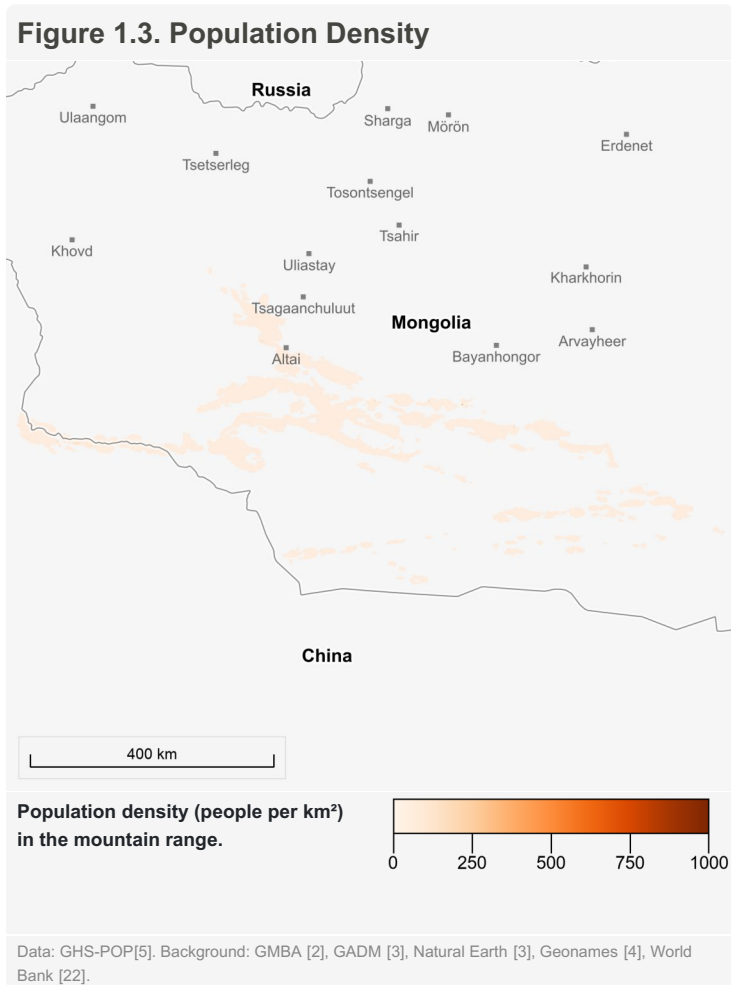 Figure 1.3. Population Density
Russia
Ulaangom
Sharga
Mörön
Erdenet
Tsetserleg
Tosontsengel
Tsahir
Khovd
Uliastay
Kharkhorin
Tsagaanchuluut
Mongolia
Arvayheer
Altai
Bayanhongor
China
400 km
Population density (people per km²)
in the mountain range.
0 250 500 750 1000
Data: GHS-POP[5]. Background: GMBA [2], GADM [3], Natural Earth [3], Geonames [4], World
Bank [22].